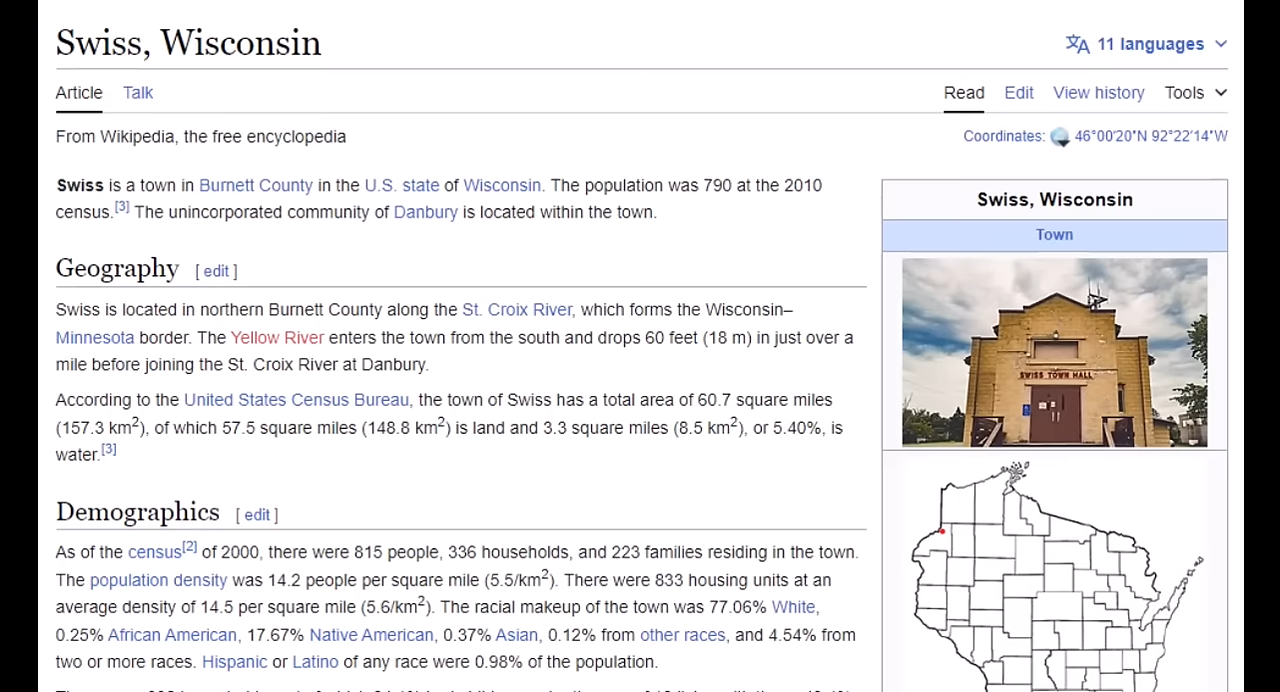 Swiss, Wisconsin
11 languages
Article Talk
Read Edit View history Tools
From Wikipedia, the free encyclopedia
Coordinates: 46°00′20″N 92°22′14″W
Swiss is a town in Burnett County in the U.S. state of Wisconsin. The population was 790 at the 2010
census.[3] The unincorporated community of Danbury is located within the town.
Geography [ edit ]
Swiss is located in northern Burnett County along the St. Croix River, which forms the Wisconsin–
Minnesota border. The Yellow River enters the town from the south and drops 60 feet (18 m) in just over a
mile before joining the St. Croix River at Danbury.
According to the United States Census Bureau, the town of Swiss has a total area of 60.7 square miles
(157.3 km2), of which 57.5 square miles (148.8 km2) is land and 3.3 square miles (8.5 km2), or 5.40%, is
water.[3]
Demographics [ edit ]
As of the census[2] of 2000, there were 815 people, 336 households, and 223 families residing in the town.
The population density was 14.2 people per square mile (5.5/km2). There were 833 housing units at an
average density of 14.5 per square mile (5.6/km2). The racial makeup of the town was 77.06% White,
0.25% African American, 17.67% Native American, 0.37% Asian, 0.12% from other races, and 4.54% from
two or more races. Hispanic or Latino of any race were 0.98% of the population.
Swiss, Wisconsin
Town
SWISS TOWN HALL